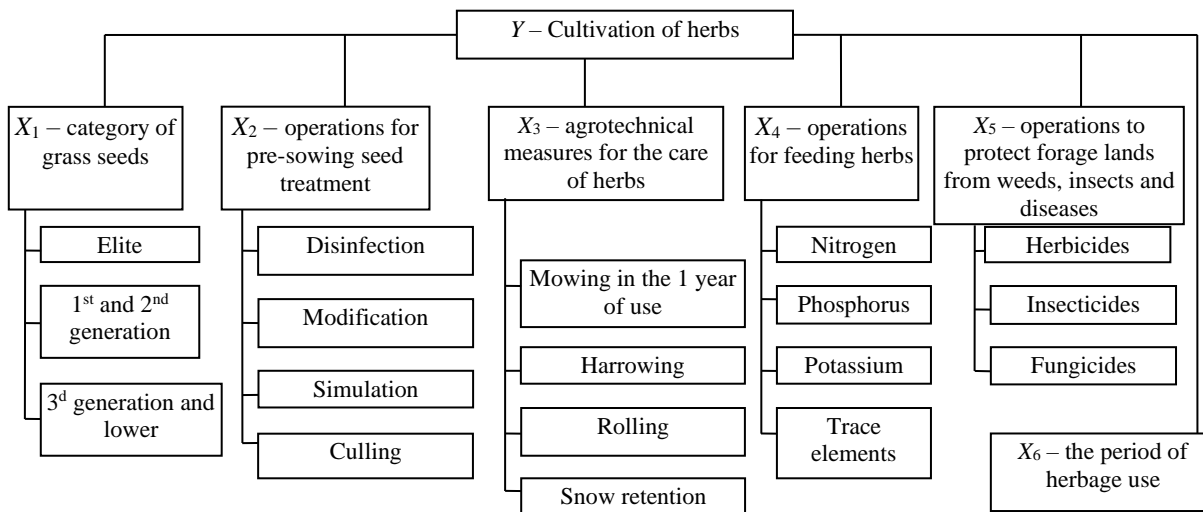 Y – Cultivation of herbs
X1 – category of
grass seeds
Elite
1st and 2nd
generation
3d generation and
lower
X2 – operations for
pre-sowing seed
treatment
Disinfection
Modification
Simulation
Culling
X3 – agrotechnical
measures for the care
of herbs
Mowing in the 1 year
of use
Harrowing
Rolling
Snow retention
X4 – operations
for feeding herbs
Nitrogen
Phosphorus
Potassium
Trace
elements
X5 – operations to
protect forage lands
from weeds, insects and
diseases
Herbicides
Insecticides
Fungicides
X6 – the period of
herbage use